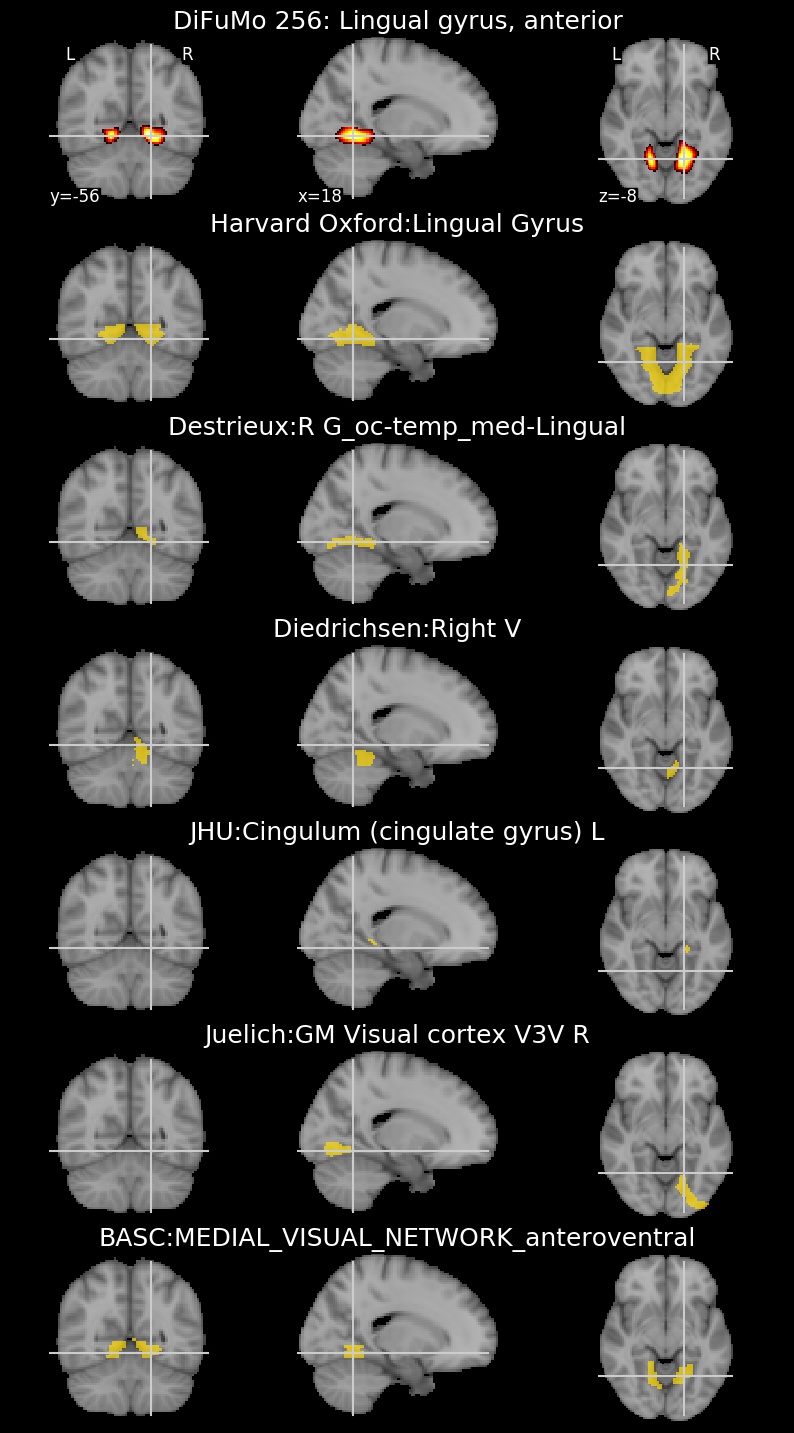 DiFuMo 256: Lingual gyrus, anterior
L R L R
y=-56 x=18 z=-8
Harvard Oxford:Lingual Gyrus
Destrieux:R G_oc-temp_med-Lingual
Diedrichsen:Right V
JHU:Cingulum (cingulate gyrus) L
Juelich:GM Visual cortex V3V R
BASC:MEDIAL_VISUAL_NETWORK_anteroventral